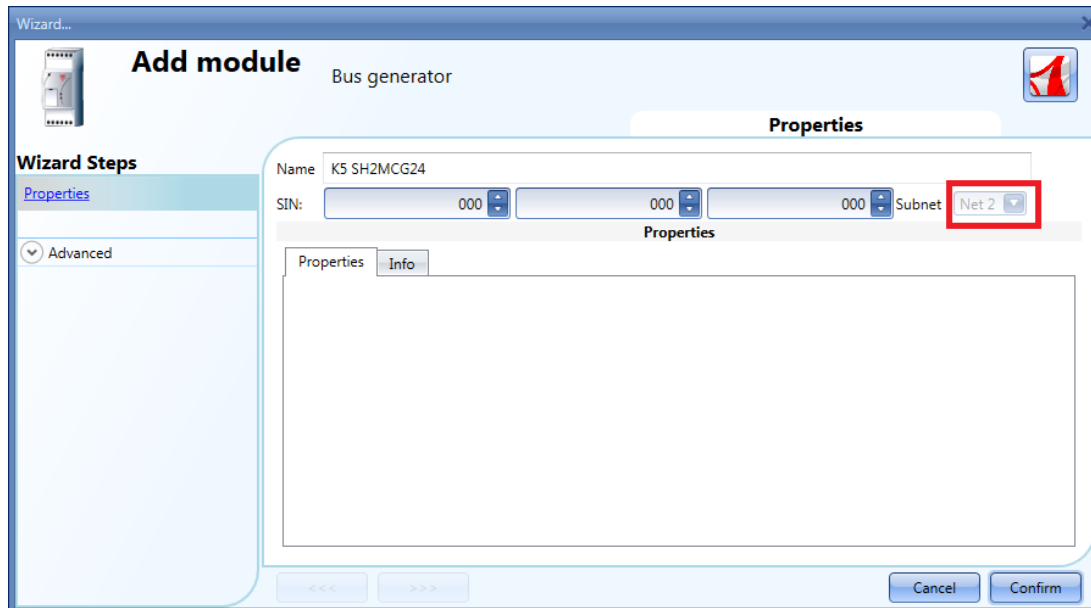 Wizard...
Add module
Bus generator
Properties
Wizard Steps
Properties
Advanced
Name K5 SH2MCG24
SIN: 000 000 000 Subnet Net 2
Properties
Properties Info
<<< >>> Cancel Confirm